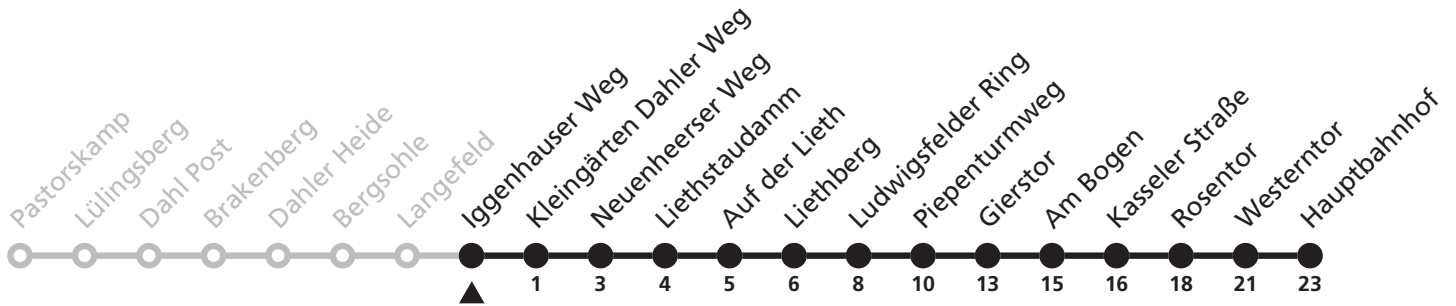 Pastorskamp
Lülingsberg
Dahl Post
Brakenberg
Dahler Heide
Bergsohle
Langefeld
Iggenhauser Weg
Kleingärten Dahler Weg
Neuenheerser Weg
Liethstaudamm
Auf der Lieth
Liethberg
Ludwigsfelder Ring
Piepenturmweg
Gierstor
Am Bogen
Kasseler Straße
Rosentor
Westerntor
Hauptbahnhof
1 3 4 5 6 8 10 13 15 16 18 21 23